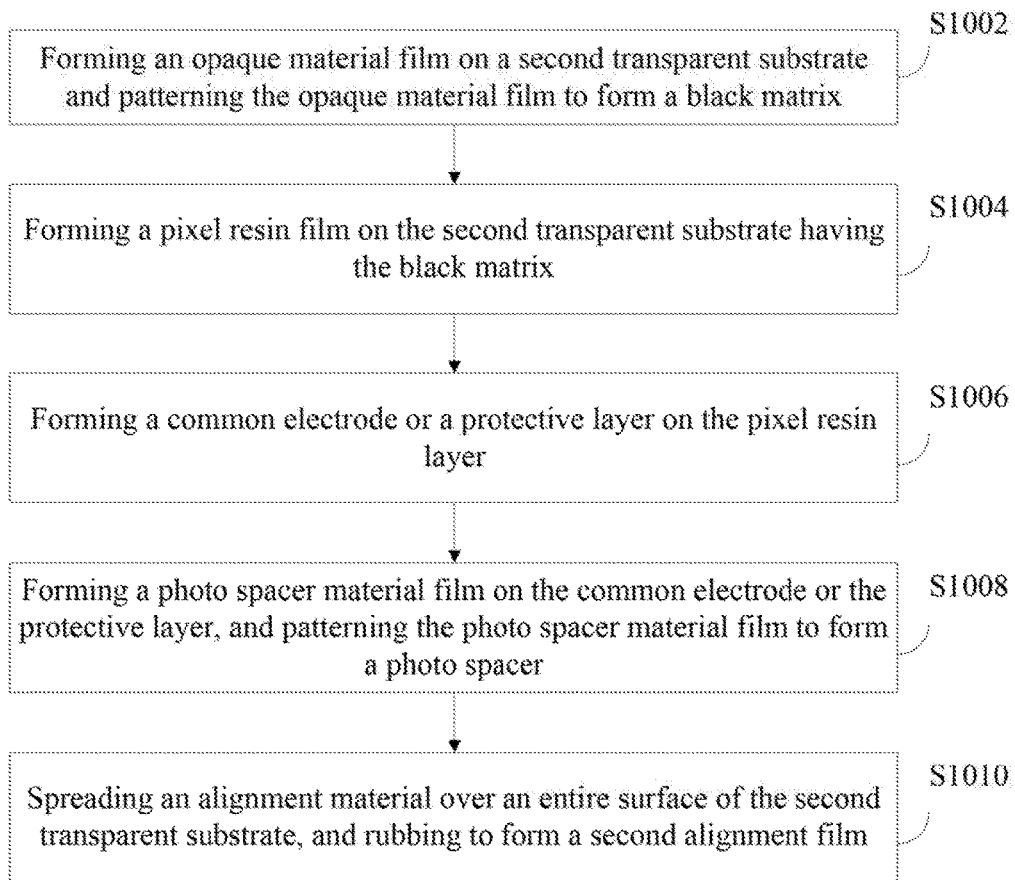 S1002
Forming an opaque material film on a second transparent substrate
and patterning the opaque material film to form a black matrix
S1004
Forming a pixel resin film on the second transparent substrate having
the black matrix
S1006
Forming a common electrode or a protective layer on the pixel resin
layer
S1008
Forming a photo spacer material film on the common electrode or the
protective layer, and patterning the photo spacer material film to form
a photo spacer
S1010
Spreading an alignment material over an entire surface of the second
transparent substrate, and rubbing to form a second alignment film